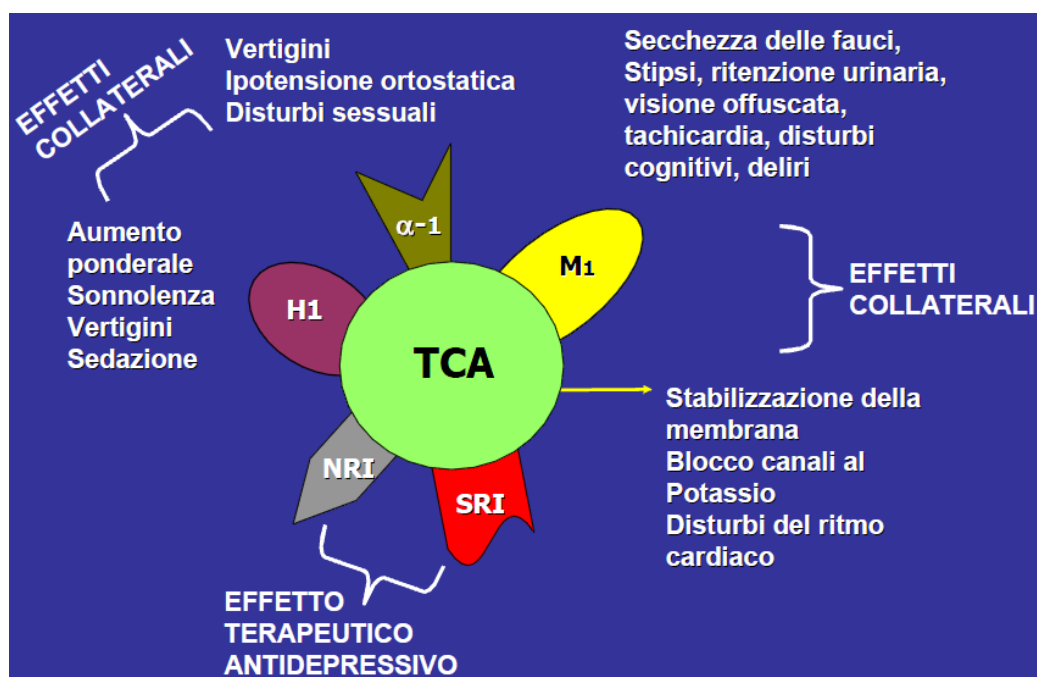 EFFETTI
COLLATERALI
Vertigini
Ipotensione ortostatica
Disturbi sessuali
Secchezza delle fauci,
Stipsi, ritenzione urinaria,
visione offuscata,
tachicardia, disturbi
cognitivi, deliri
Aumento
ponderale
Sonnolenza
Vertigini
Sedazione
α-1
M1
H1
TCA
NRI
SRI
EFFETTI
COLLATERALI
Stabilizzazione della
membrana
Blocco canali al
Potassio
Disturbi del ritmo
cardiaco
EFFETTO
TERAPEUTICO
ANTIDEPRESSIVO